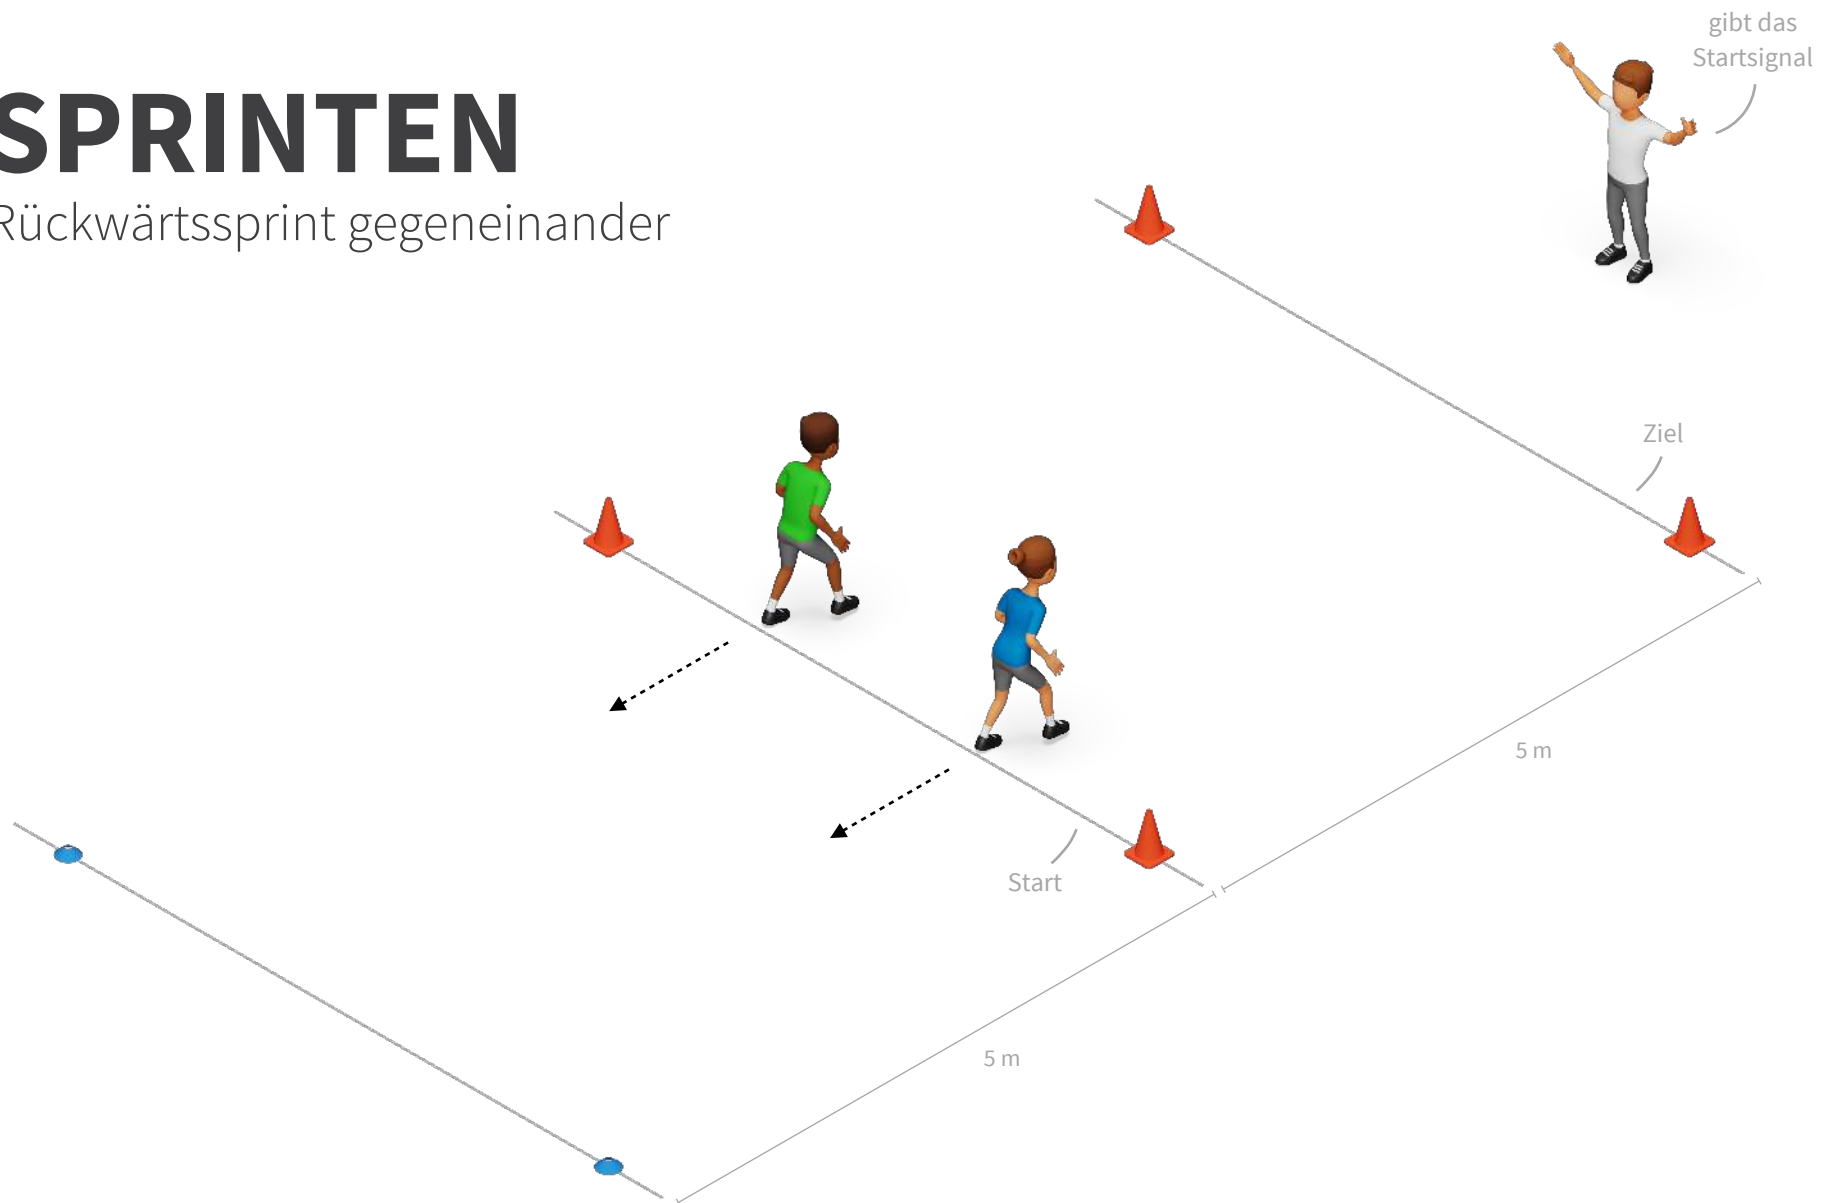 SPRINTEN
Rückwärtssprint gegeneinander
gibt das
Startsignal
Ziel
5 m
Start
5 m